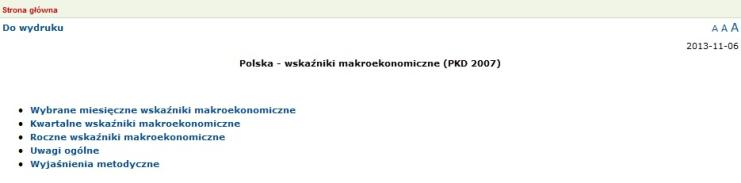 Strona główna
Do wydruku
A A A
2013-11-06
Polska - wskaźniki makroekonomiczne (PKD 2007)
Wybrane miesięczne wskaźniki makroekonomiczne
Kwartalne wskaźniki makroekonomiczne
Roczne wskaźniki makroekonomiczne
Uwagi ogólne
Wyjaśnienia metodyczne